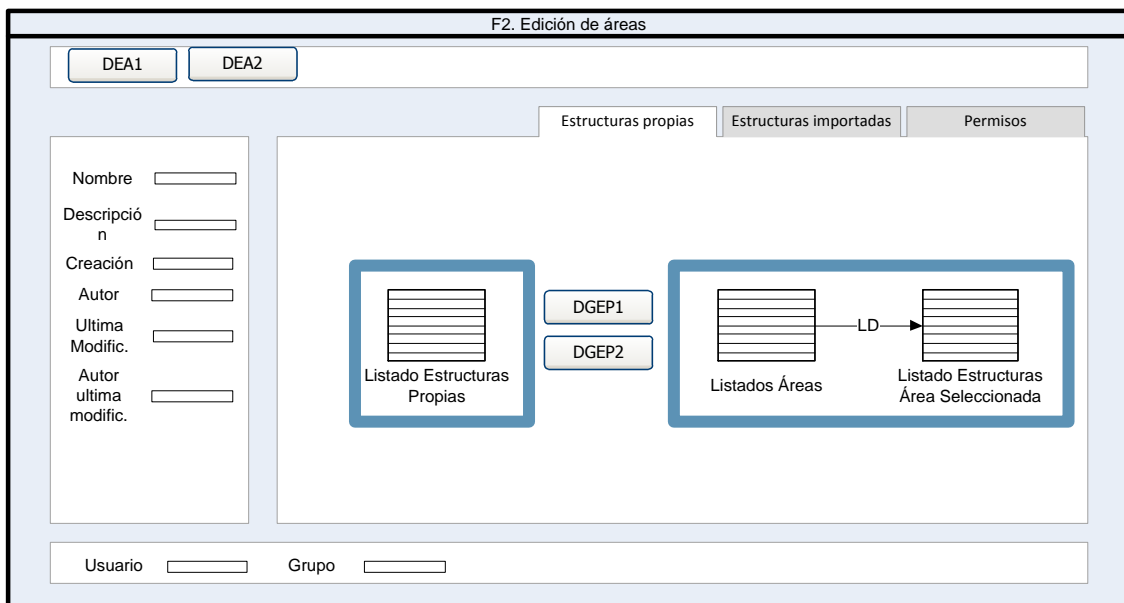 F2. Edición de áreas
DEA1
DEA2
Estructuras propias
Estructuras importadas
Permisos
Nombre
Descripció
n
Creación
Autor
Ultima
Modific.
Autor
ultima
modific.
Listado Estructuras
Propias
DGEP1
DGEP2
Listados Áreas
LD
Listado Estructuras
Área Seleccionada
Usuario
Grupo